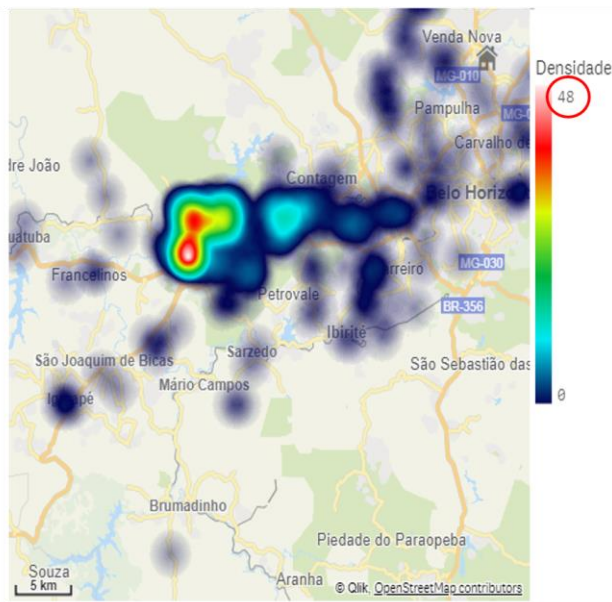 Venda Nova
Densidade
MG-010
48
Pampulha
MG-0
Carvalho de
dre João
Contagem
Belo Horizo
uatuba
Francelinos
arreiro
MG-030
Petrovale
BR-356
Ibirité
São Joaquim de Bicas
Sarzedo
São Sebastião das
Mário Campos
0
Brumadinho
Piedade do Paraopeba
Souza
Aranha
5 km
© Qlik, OpenStreetMap contributors